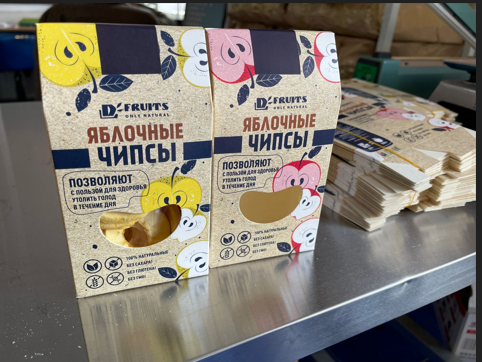 D FRUITS
ONLY NATURAL
ЯБЛОЧНЫЕ
ЧИПСЫ
ПОЗВОЛЯЮТ
С ПОЛЬЗОЙ ДЛЯ ЗДОРОВЬЯ
УТОЛИТЬ ГОЛОД
В ТЕЧЕНИЕ ДНЯ
100% НАТУРАЛЬНЫЕ
БЕЗ САХАРА!
БЕЗ ГЛЮТЕНА!
БЕЗ ГМО!
D FRUITS
ONLY NATURAL
ЯБЛОЧНЫЕ
ЧИПСЫ
ПОЗВОЛЯЮТ
С ПОЛЬЗОЙ ДЛЯ ЗДОРОВЬЯ
УТОЛИТЬ ГОЛОД
В ТЕЧЕНИЕ ДНЯ
100% НАТУРАЛЬНЫЕ
БЕЗ САХАРА!
БЕЗ ГЛЮТЕНА!
БЕЗ ГМО!